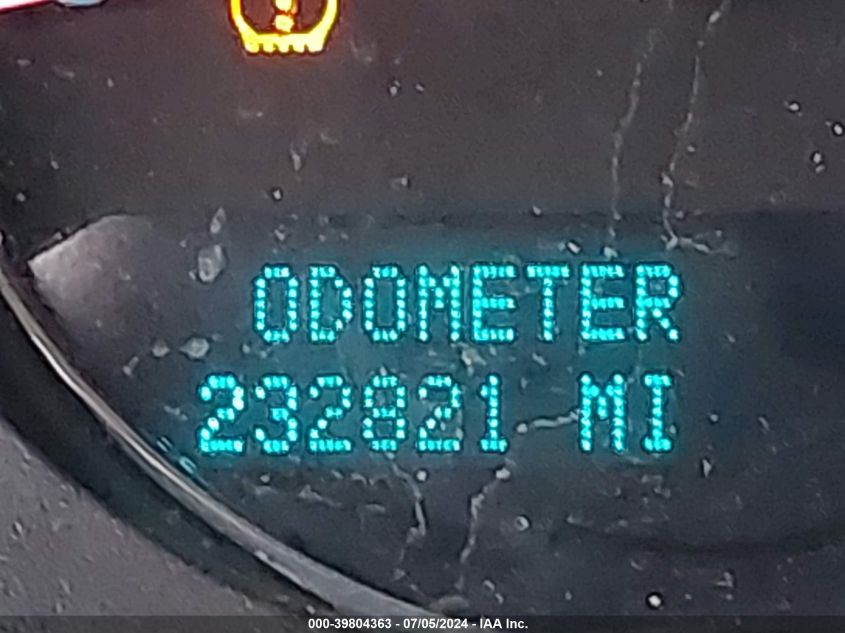 ODOMETER
232821 MI
000-39804363 - 07/05/2024 - IAA Inc.